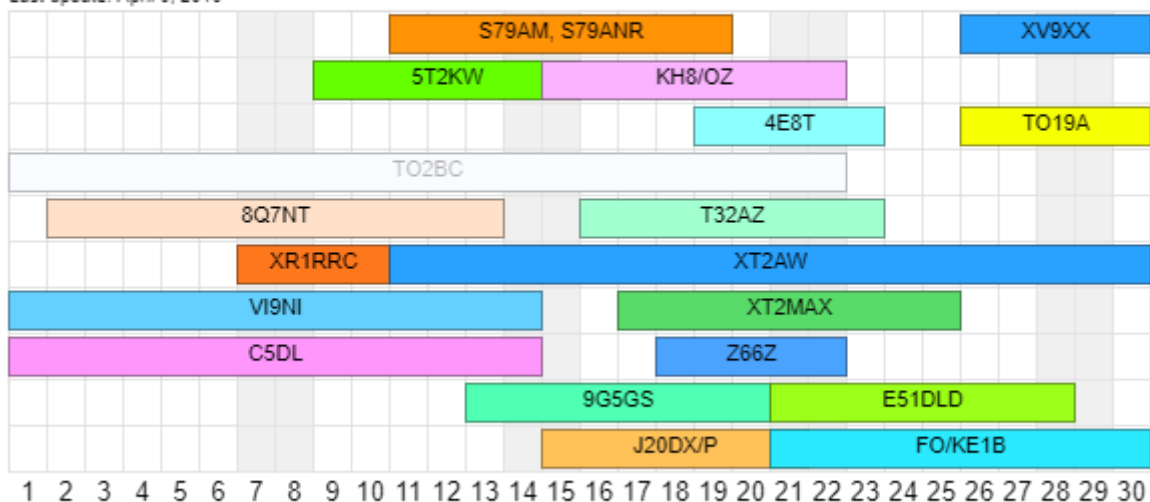 S79AM, S79ANR XV9XX
5T2KW KH8/OZ
4E8T TO19A
TO2BC
8Q7NT T32AZ
XR1RRC XT2AW
VI9NI XT2MAX
C5DL Z66Z
9G5GS E51DLD
J20DX/P FO/KE1B
1 2 3 4 5 6 7 8 9 10 11 12 13 14 15 16 17 18 19 20 21 22 23 24 25 26 27 28 29 30